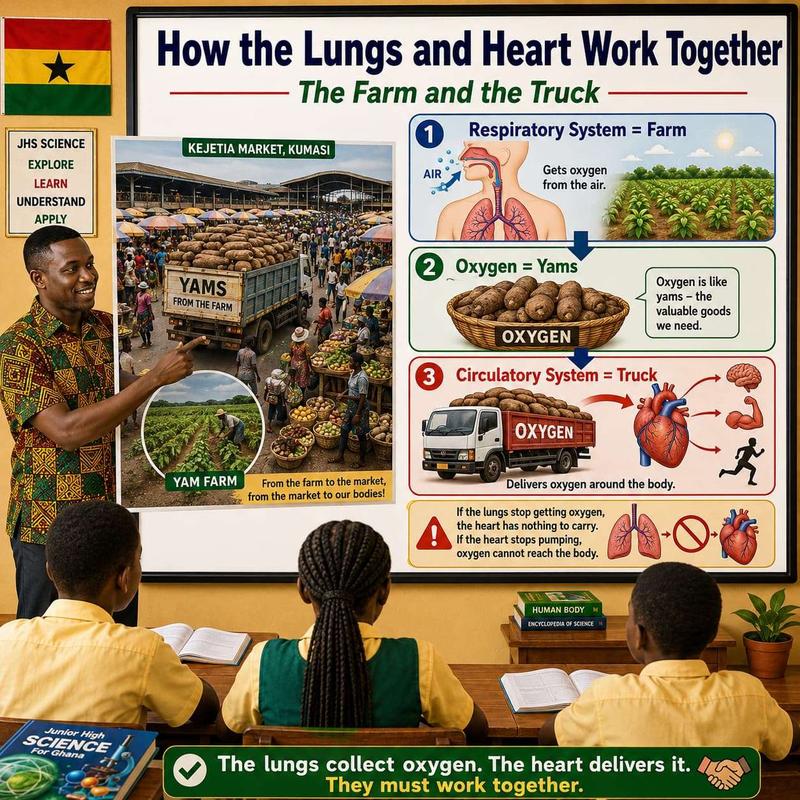 How the Lungs and Heart Work Together
The Farm and the Truck
JHS SCIENCE
EXPLORE
LEARN
UNDERSTAND
APPLY
KEJETIA MARKET, KUMASI
YAMS
FROM THE FARM
YAM FARM
From the farm to the market,
from the market to our bodies!
1 Respiratory System = Farm
AIR
Gets oxygen
from the air.
2 Oxygen = Yams
OXYGEN
Oxygen is like
yams – the
valuable goods
we need.
3 Circulatory System = Truck
OXYGEN
Delivers oxygen around the body.
If the lungs stop getting oxygen,
the heart has nothing to carry.
If the heart stops pumping,
oxygen cannot reach the body.
HUMAN BODY
ENCYCLOPEDIA OF SCIENCE
Junior High
SCIENCE
For Ghana
The lungs collect oxygen. The heart delivers it.
They must work together.